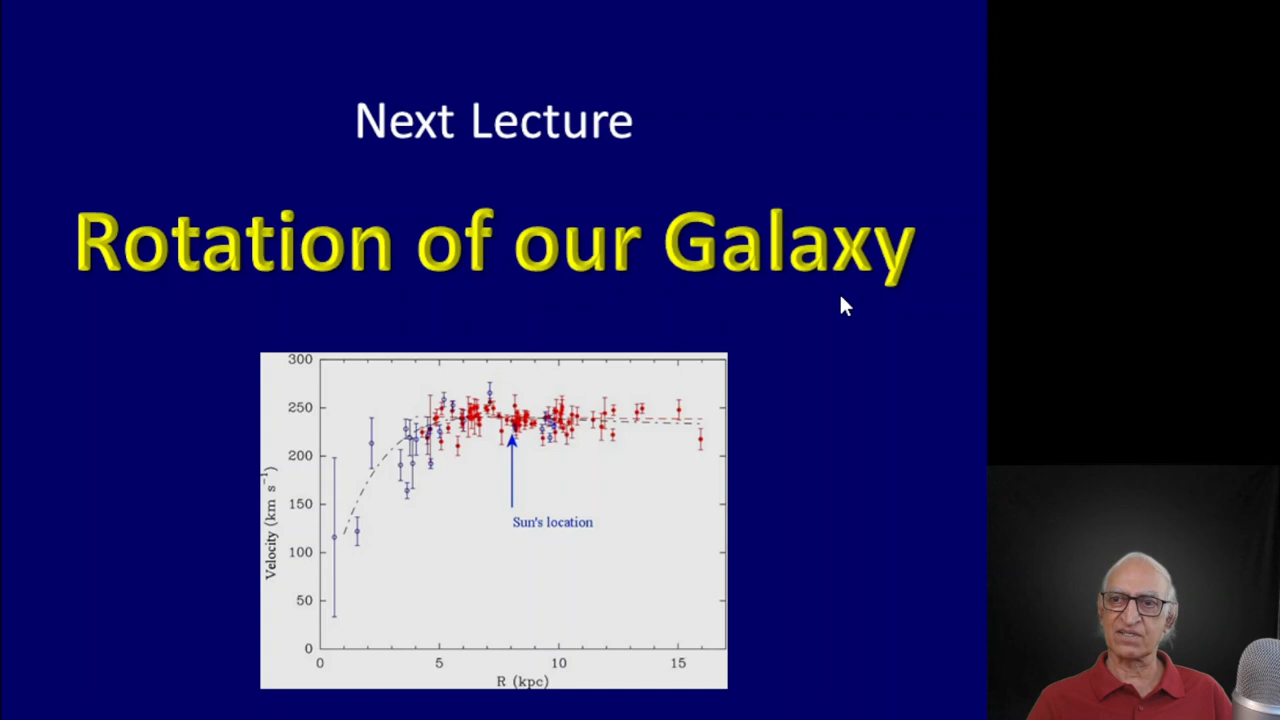 Next Lecture
Rotation of our Galaxy
300
250
200
150
100
50
0
Velocity (km s⁻¹)
Sun's location
0 5 10 15
R (kpc)